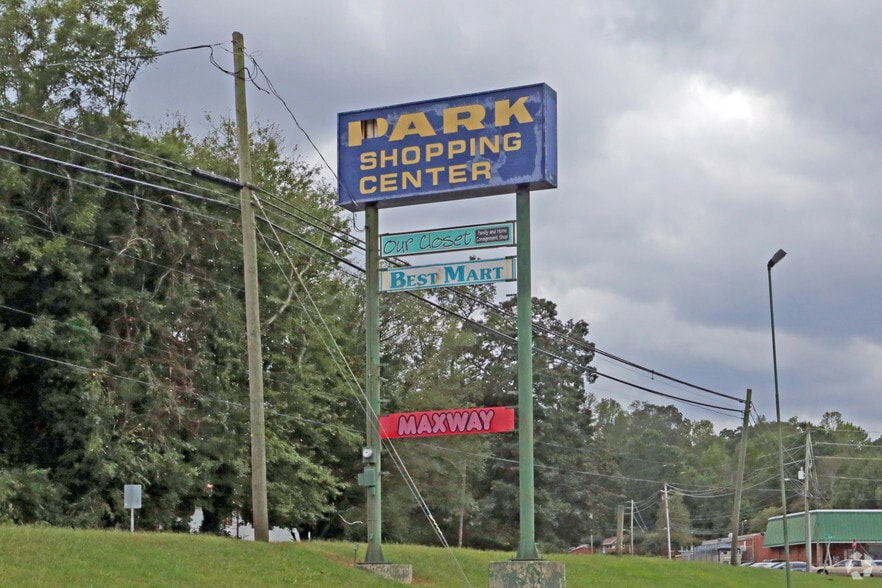 PARK
SHOPPING
CENTER
Our Closet
Family and Home
Consignment Shop
BEST MART
MAXWAY